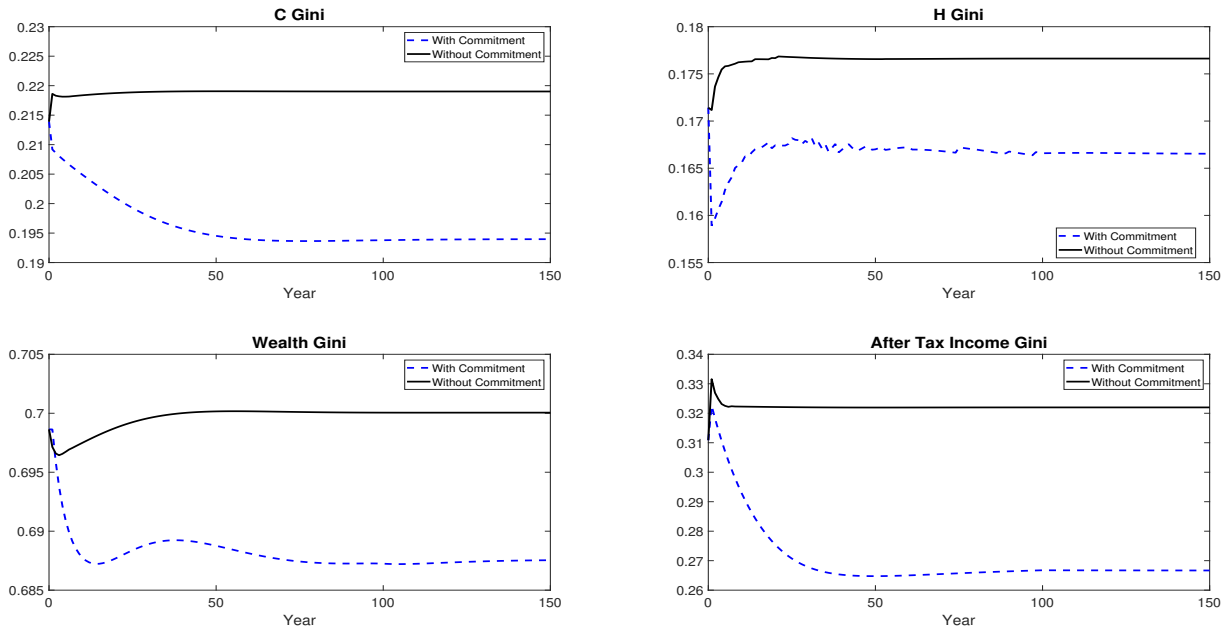 C Gini
0.23
0.225
0.22
0.215
0.21
0.205
0.2
0.195
0.19
0
50
100
150
Year
With Commitment
Without Commitment
H Gini
0.18
0.175
0.17
0.165
0.16
0.155
0
50
100
150
Year
With Commitment
Without Commitment
Wealth Gini
0.705
0.7
0.695
0.69
0.685
0
50
100
150
Year
With Commitment
Without Commitment
After Tax Income Gini
0.34
0.33
0.32
0.31
0.3
0.29
0.28
0.27
0.26
0
50
100
150
Year
With Commitment
Without Commitment